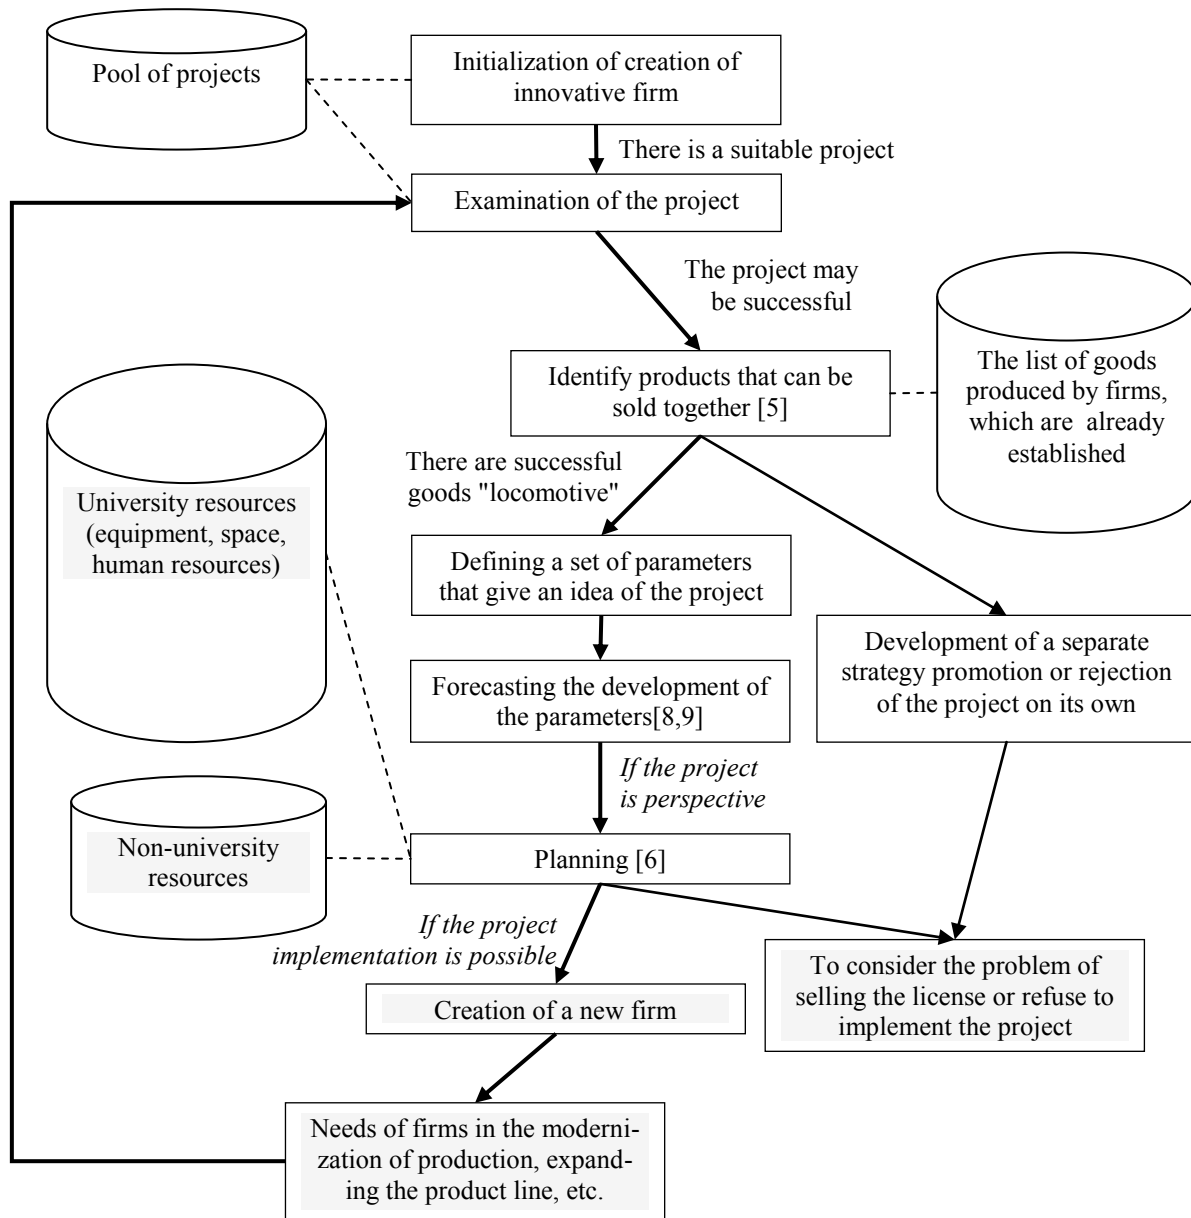 Pool of projects
Initialization of creation of
innovative firm
There is a suitable project
Examination of the project
The project may
be successful
Identify products that can be
sold together [5]
The list of goods
produced by firms,
which are already
established
There are successful
goods "locomotive"
University resources
(equipment, space,
human resources)
Defining a set of parameters
that give an idea of the project
Development of a separate
strategy promotion or rejection
of the project on its own
Forecasting the development of
the parameters[8,9]
If the project
is perspective
Non-university
resources
Planning [6]
If the project
implementation is possible
To consider the problem of
selling the license or refuse to
implement the project
Creation of a new firm
Needs of firms in the moderni-
zation of production, expand-
ing the product line, etc.